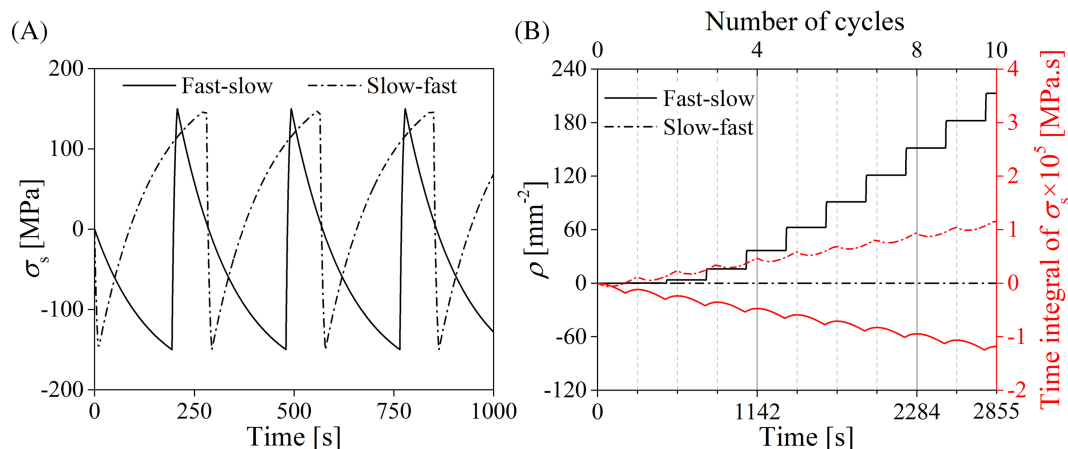 (A)
200
100
0
-100
-200
σs [MPa]
Fast-slow
Slow-fast
0
250
500
750
1000
Time [s]
(B)
Number of cycles
0
4
8
10
240
180
120
60
0
-60
-120
ρ [mm⁻²]
Fast-slow
Slow-fast
4
3
2
1
0
-1
-2
Time integral of σs×10⁵ [MPa.s]
0
1142
2284
2855
Time [s]